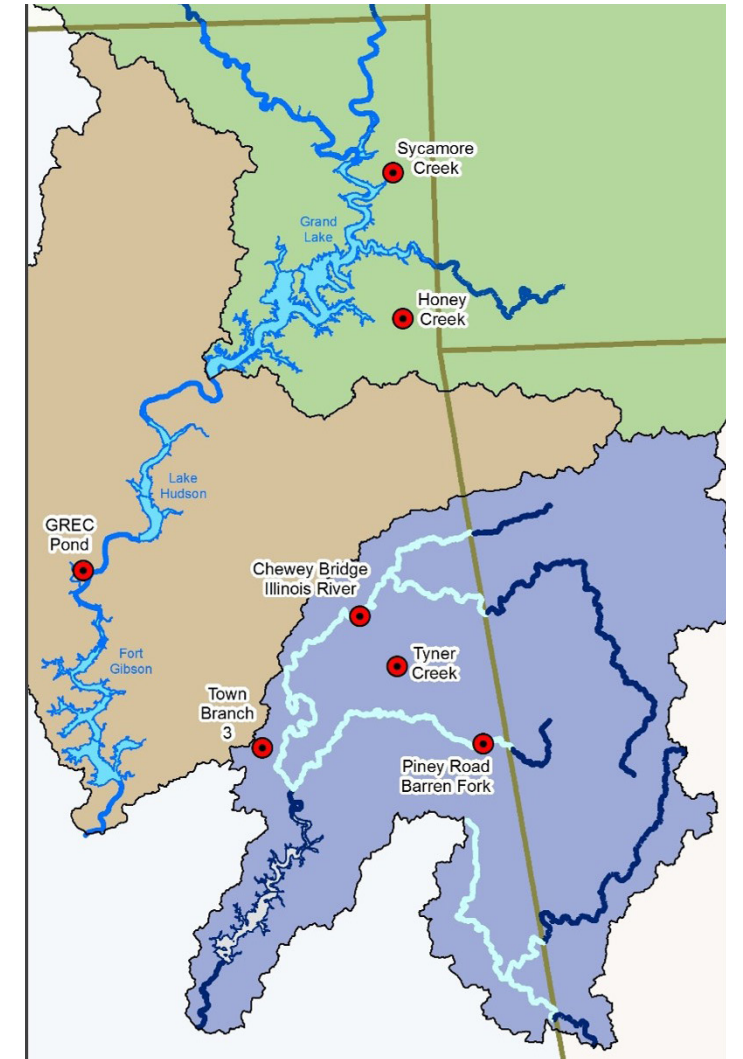 Sycamore
Creek
Grand
Lake
Honey
Creek
Lake
Hudson
GREC
Pond
Chewey Bridge
Illinois River
Fort
Gibson
Tyner
Creek
Town
Branch
3
Piney Road
Barren Fork